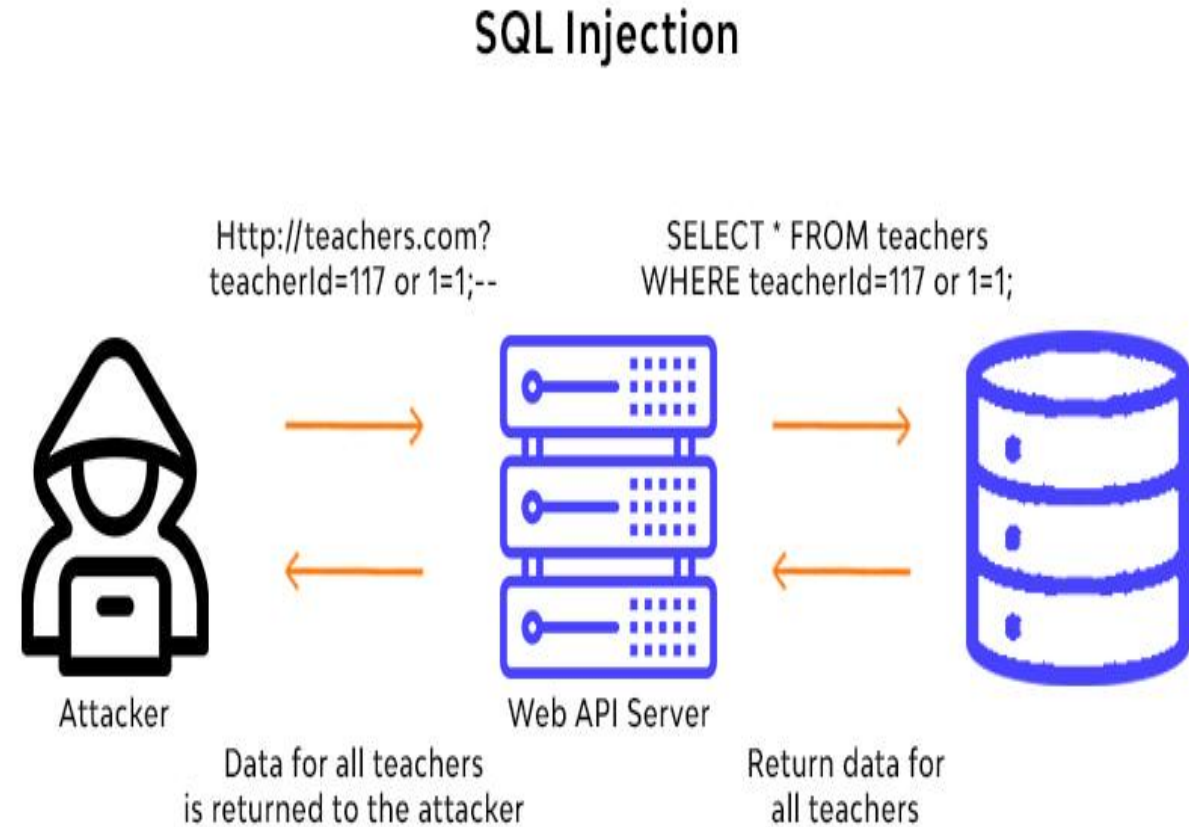 SQL Injection
Http://teachers.com?
teacherId=117 or 1=1;--
SELECT * FROM teachers
WHERE teacherId=117 or 1=1;
Attacker
Web API Server
Data for all teachers
is returned to the attacker
Return data for
all teachers